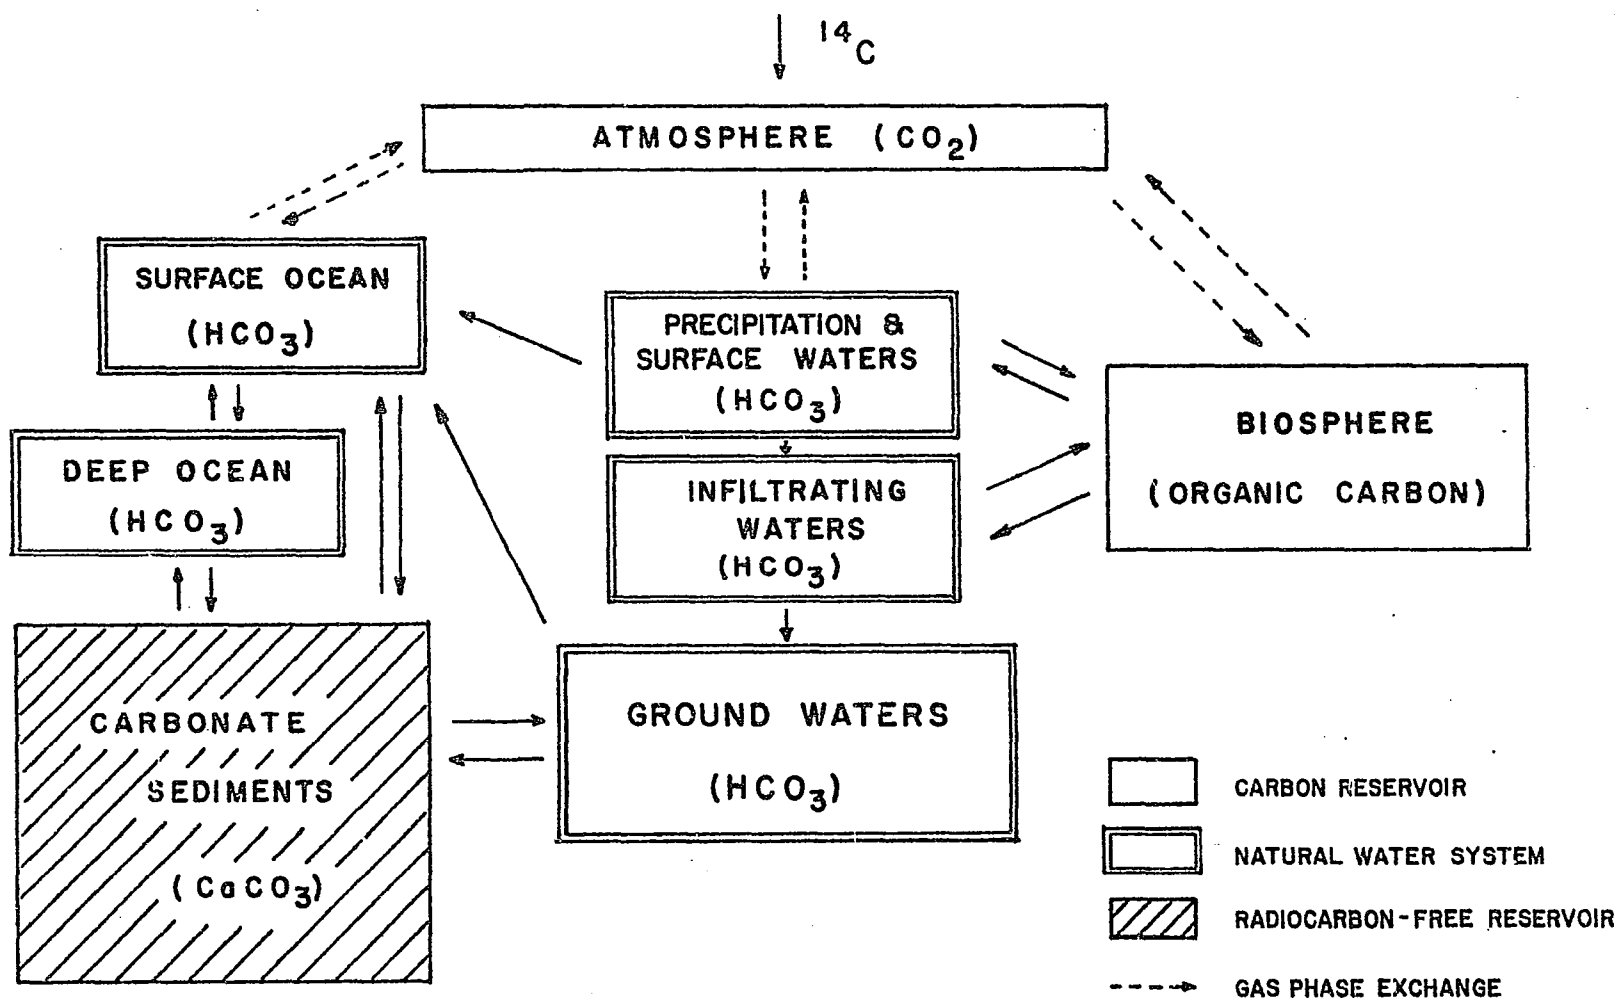 ¹⁴C
ATMOSPHERE (CO₂)
SURFACE OCEAN
(HCO₃)
PRECIPITATION &
SURFACE WATERS
(HCO₃)
BIOSPHERE
(ORGANIC CARBON)
DEEP OCEAN
(HCO₃)
INFILTRATING
WATERS
(HCO₃)
CARBONATE
SEDIMENTS
(CaCO₃)
GROUND WATERS
(HCO₃)
CARBON RESERVOIR
NATURAL WATER SYSTEM
RADIOCARBON-FREE RESERVOIR
GAS PHASE EXCHANGE